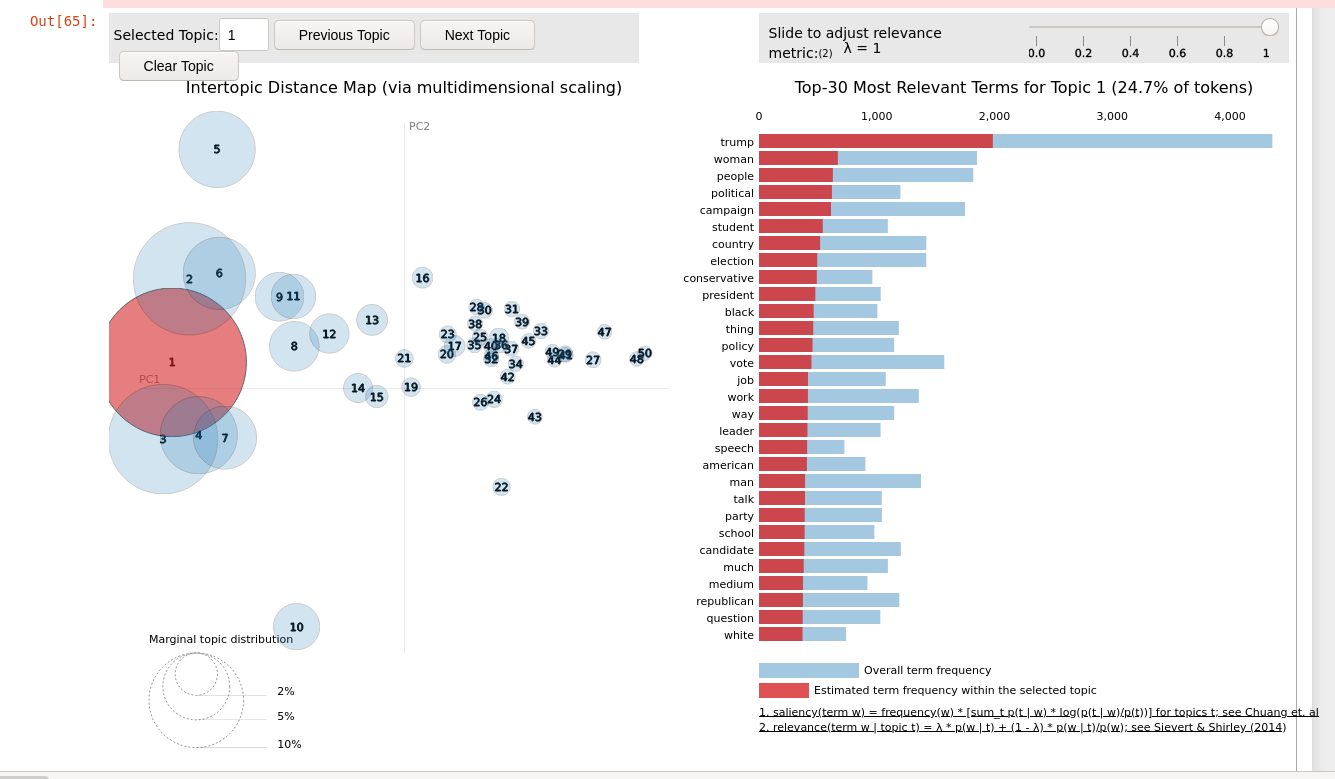 Out[65]:
Selected Topic: 1 Previous Topic Next Topic
Clear Topic
Slide to adjust relevance
metric:(2) λ = 1
0.0 0.2 0.4 0.6 0.8 1
Intertopic Distance Map (via multidimensional scaling)
PC2
5
2
6
9
11
16
13
12
8
1
PC1
3
4
7
14
15
21
19
28
30
31
38
39
33
23
17
20
25
35
18
40
36
37
46
32
45
34
42
49
44
41
27
47
48
50
26
24
43
22
10
Marginal topic distribution
2%
5%
10%
Top-30 Most Relevant Terms for Topic 1 (24.7% of tokens)
0 1,000 2,000 3,000 4,000
trump
woman
people
political
campaign
student
country
election
conservative
president
black
thing
policy
vote
job
work
way
leader
speech
american
man
talk
party
school
candidate
much
medium
republican
question
white
Overall term frequency
Estimated term frequency within the selected topic
1. saliency(term w) = frequency(w) * [sum_t p(t | w) * log(p(t | w)/p(t))] for topics t; see Chuang et. al
2. relevance(term w | topic t) = λ * p(w | t) + (1 - λ) * p(w | t)/p(w); see Sievert & Shirley (2014)